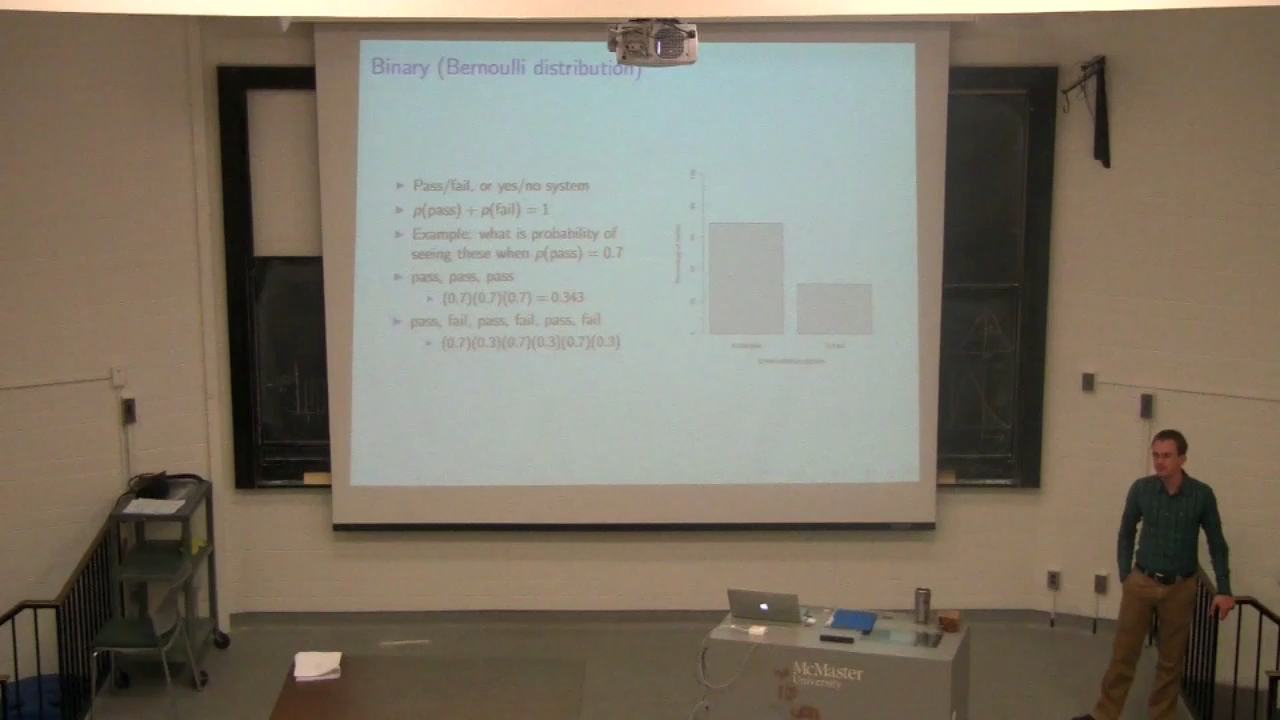 Binary (Bernoulli distribution)
Pass/fail, or yes/no system
p(pass) + p(fail) = 1
Example: what is probability of
seeing these when p(pass) = 0.7
pass, pass, pass
(0.7)(0.7)(0.7) = 0.343
pass, fail, pass, fail, pass, fail
(0.7)(0.3)(0.7)(0.3)(0.7)(0.3)
McMaster
University